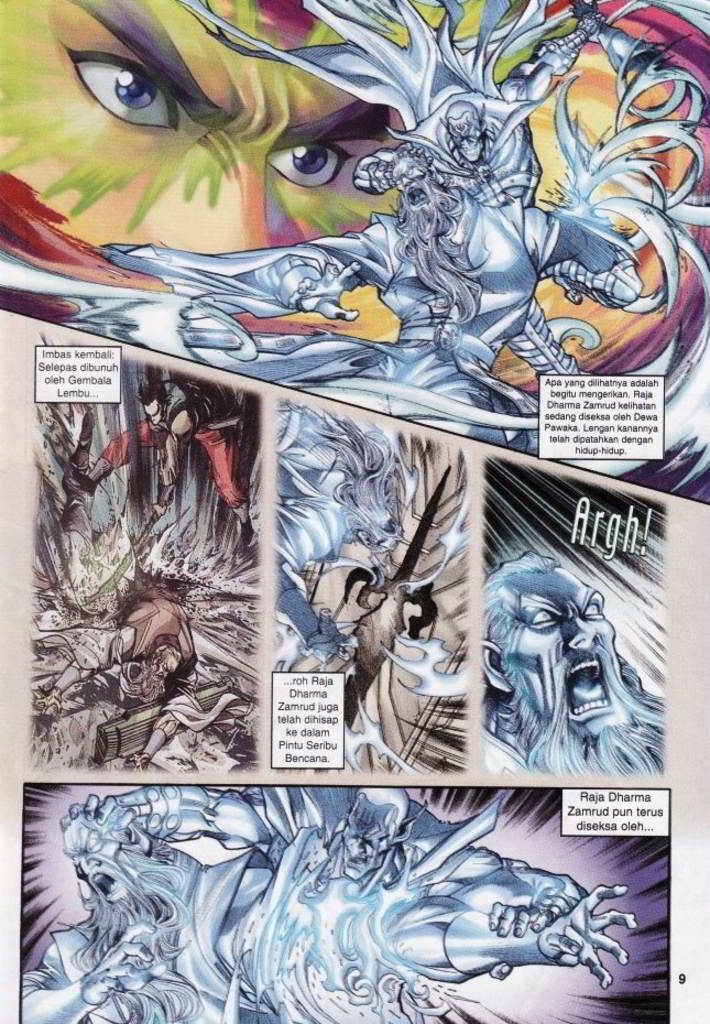 Apa yang dilihatnya adalah
begitu mengerikan. Raja
Dharma Zamrud kelihatan
sedang diseksa oleh Dewa
Pawaka. Lengan kanannya
telah dipatahkan dengan
hidup-hidup.
Imbas kembali:
Selepas dibunuh
oleh Gembala
Lembu...
...roh Raja
Dharma
Zamrud juga
telah dihisap
ke dalam
Pintu Seribu
Bencana.
Argh!
Raja Dharma
Zamrud pun terus
diseksa oleh...
9